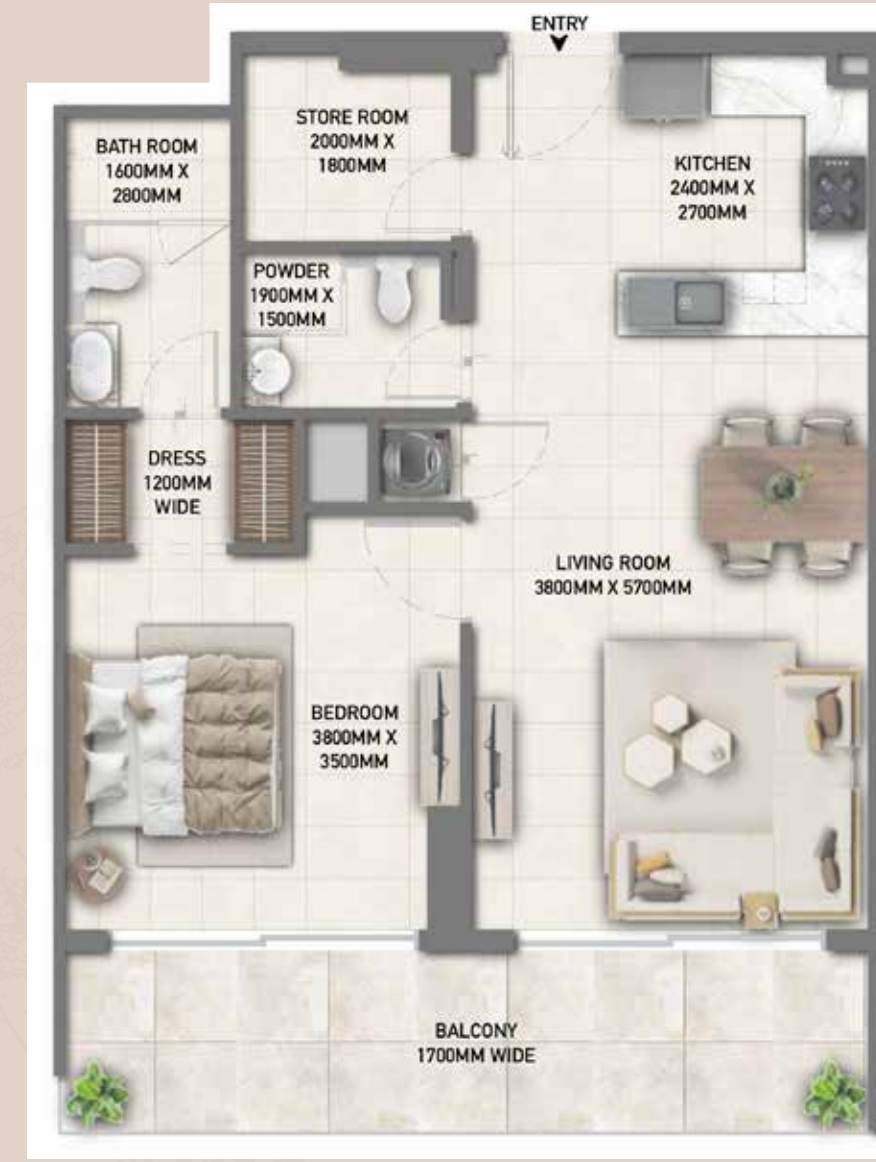 ENTRY
STORE ROOM
2000MM X
1800MM
BATH ROOM
1600MM X
2800MM
KITCHEN
2400MM X
2700MM
POWDER
1900MM X
1500MM
DRESS
1200MM
WIDE
LIVING ROOM
3800MM X 5700MM
BEDROOM
3800MM X
3500MM
BALCONY
1700MM WIDE